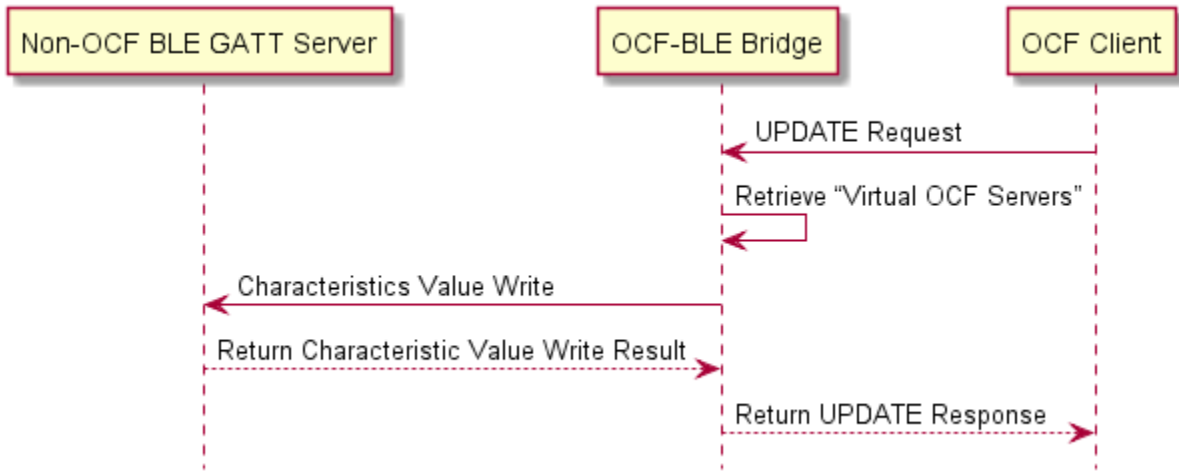 Non-OCF BLE GATT Server
OCF-BLE Bridge
OCF Client
UPDATE Request
Retrieve “Virtual OCF Servers”
Characteristics Value Write
Return Characteristic Value Write Result
Return UPDATE Response